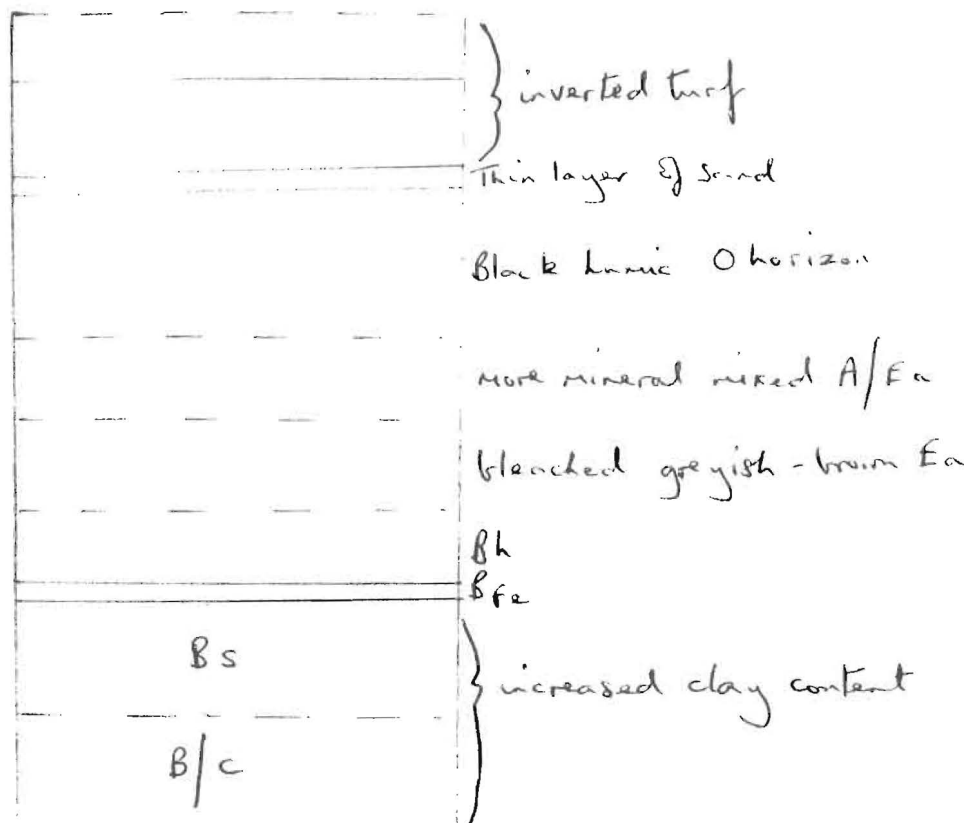 inverted turf
Thin layer of sand
Black humic O horizon
more mineral mixed A/Ea
bleached greyish-brown Ea
Bh
BFe
Bs
increased clay content
B/C